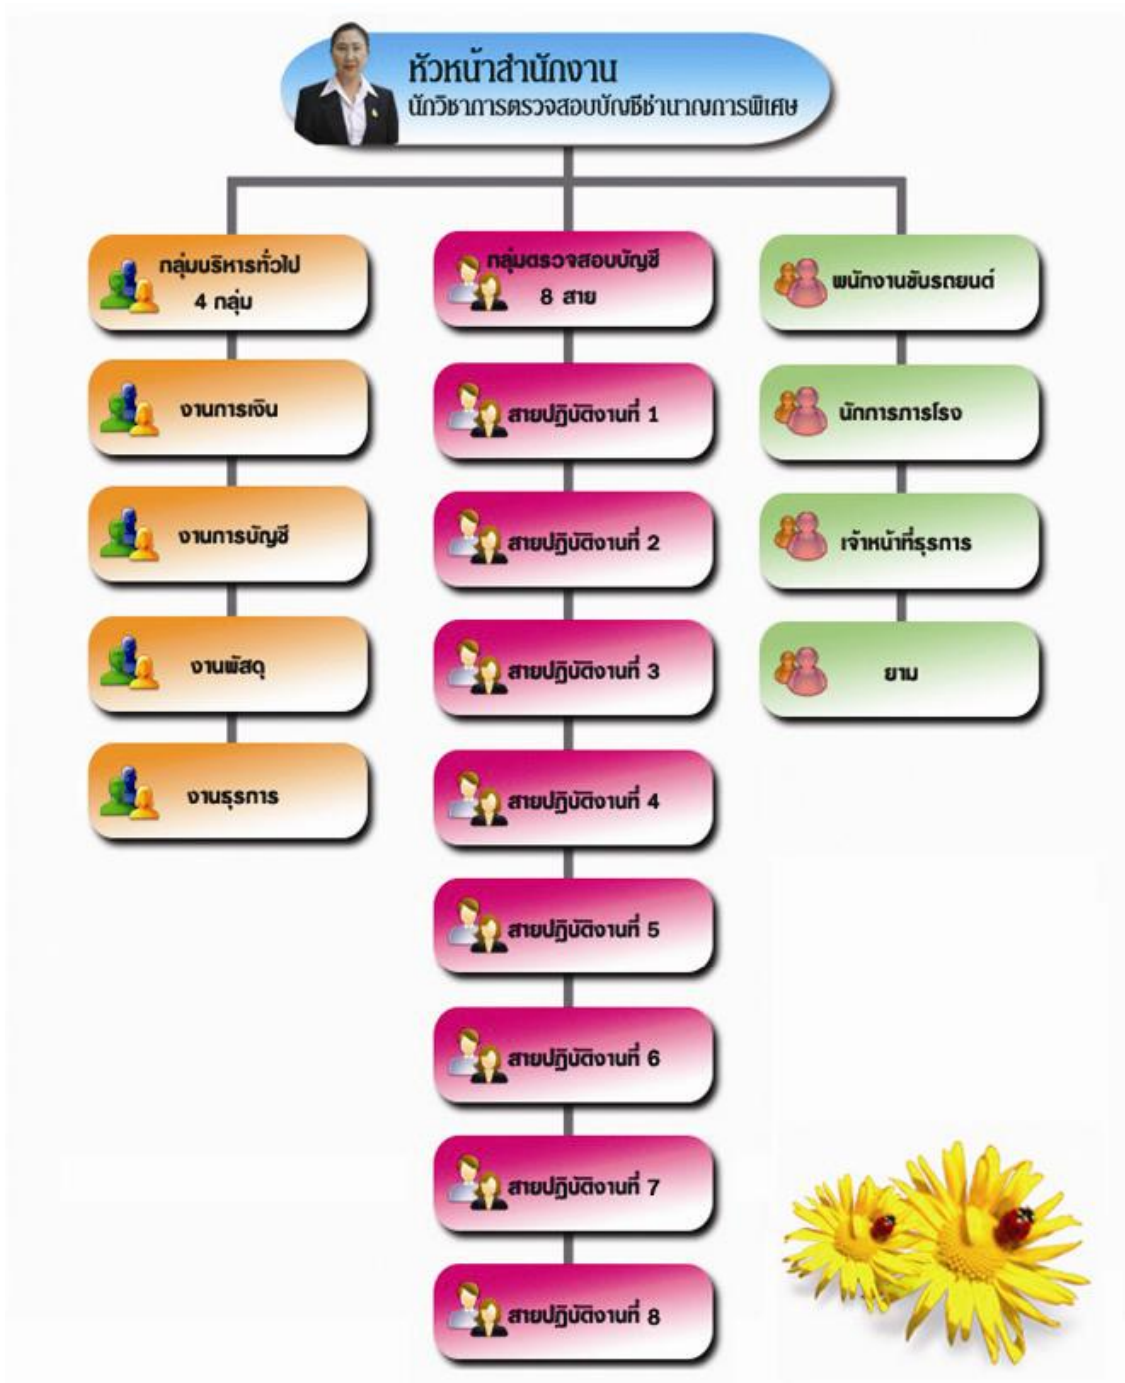 หัวหน้าสำนักงาน
นักวิชาการตรวจสอบบัญชีชำนาญการพิเศษ
กลุ่มบริหารทั่วไป
4 กลุ่ม
งานการเงิน
งานการบัญชี
งานพัสดุ
งานธุรการ
กลุ่มตรวจสอบบัญชี
8 สาย
สายปฏิบัติงานที่ 1
สายปฏิบัติงานที่ 2
สายปฏิบัติงานที่ 3
สายปฏิบัติงานที่ 4
สายปฏิบัติงานที่ 5
สายปฏิบัติงานที่ 6
สายปฏิบัติงานที่ 7
สายปฏิบัติงานที่ 8
พนักงานขับรถยนต์
นักการภารโรง
เจ้าหน้าที่ธุรการ
ยาม